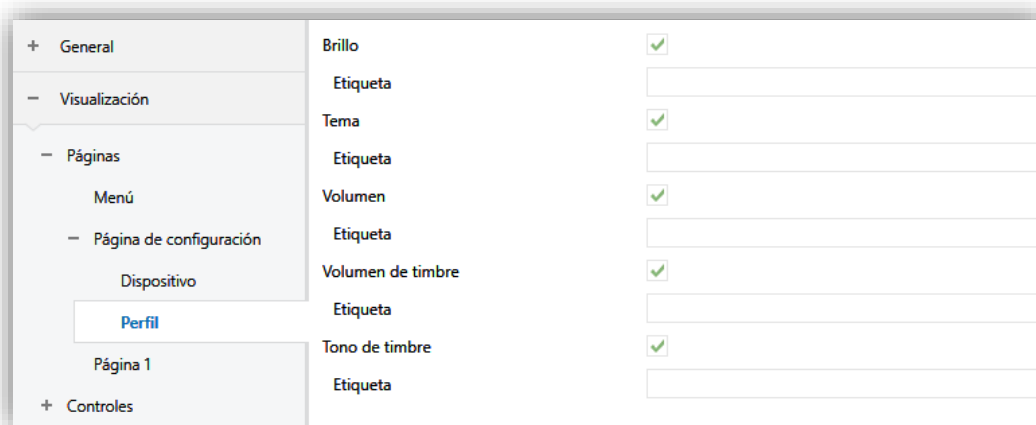 General
Visualización
Páginas
Menú
Página de configuración
Dispositivo
Perfil
Página 1
Controles
Brillo
Etiqueta
Tema
Etiqueta
Volumen
Etiqueta
Volumen de timbre
Etiqueta
Tono de timbre
Etiqueta